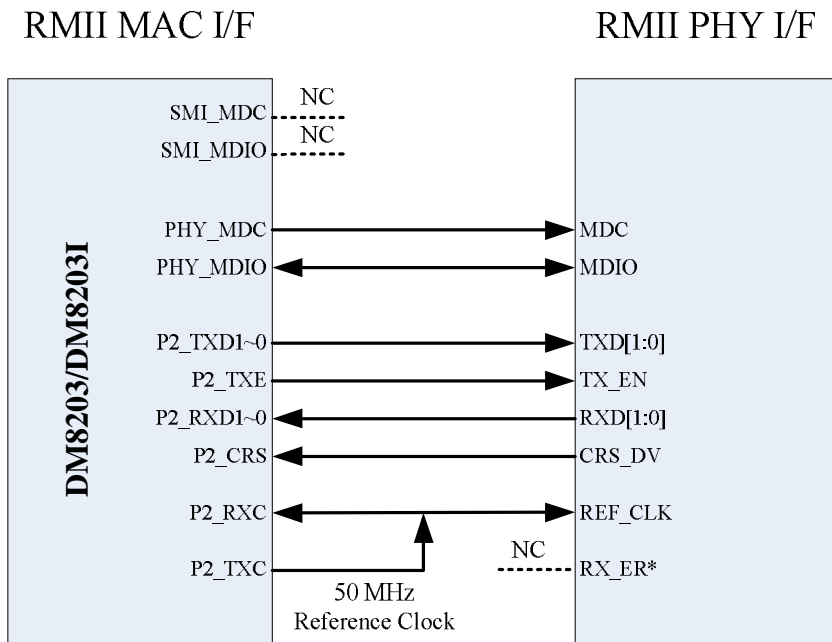 RMII MAC I/F
RMII PHY I/F
SMI_MDC
NC
SMI_MDIO
NC
PHY_MDC
MDC
PHY_MDIO
MDIO
DM8203/DM8203I
P2_TXD1~0
TXD[1:0]
P2_TXE
TX_EN
P2_RXD1~0
RXD[1:0]
P2_CRS
CRS_DV
P2_RXC
REF_CLK
P2_TXC
NC
RX_ER*
50 MHz
Reference Clock